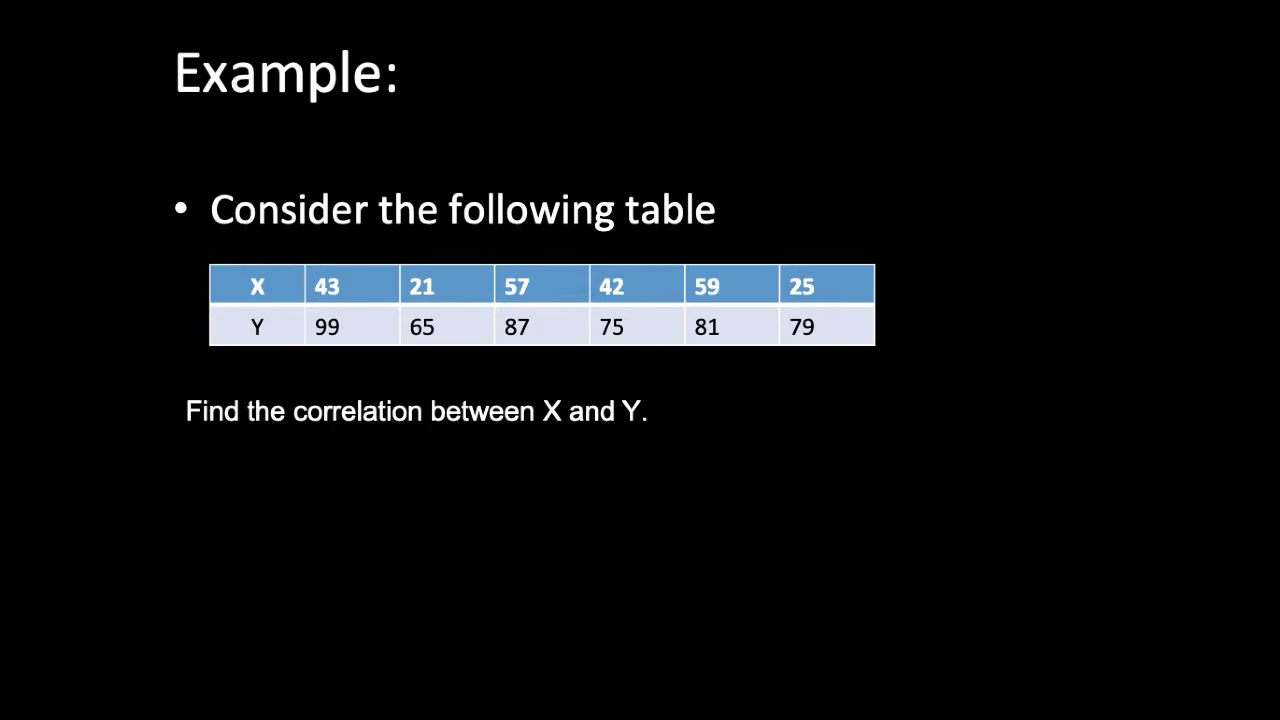 Example:
• Consider the following table
X 43 21 57 42 59 25
Y 99 65 87 75 81 79
Find the correlation between X and Y.